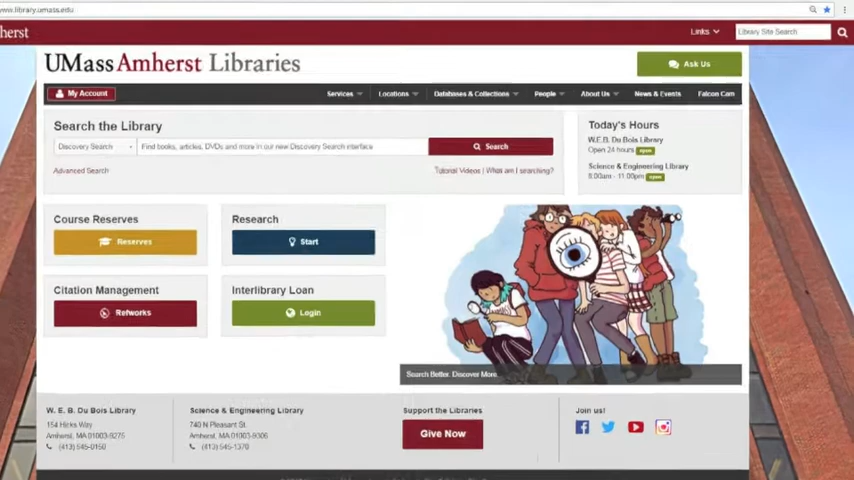 www.library.umass.edu
herst
Links
Library Site Search
UMassAmherst Libraries
Ask Us
My Account
Services
Locations
Databases & Collections
People
About Us
News & Events
Falcon Cam
Search the Library
Discovery Search
Find books, articles, DVDs and more in our new Discovery Search interface
Search
Advanced Search
Tutorial Videos | What am I searching?
Today's Hours
W.E.B. Du Bois Library
Open 24 hours open
Science & Engineering Library
8:00am - 11:00pm open
Course Reserves
Reserves
Research
Start
Citation Management
Refworks
Interlibrary Loan
Login
Search Better. Discover More.
W. E. B. Du Bois Library
154 Hicks Way
Amherst, MA 01003-9275
(413) 545-0150
Science & Engineering Library
740 N Pleasant St.
Amherst, MA 01003-9306
(413) 545-1370
Support the Libraries
Give Now
Join us!